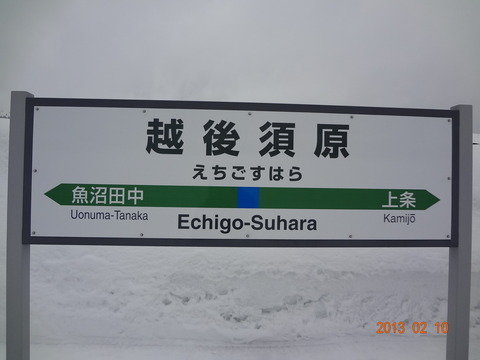 越後須原
えちごすはら
魚沼田中 上条
Uonuma-Tanaka Kamijō
Echigo-Suhara
2013 02 10